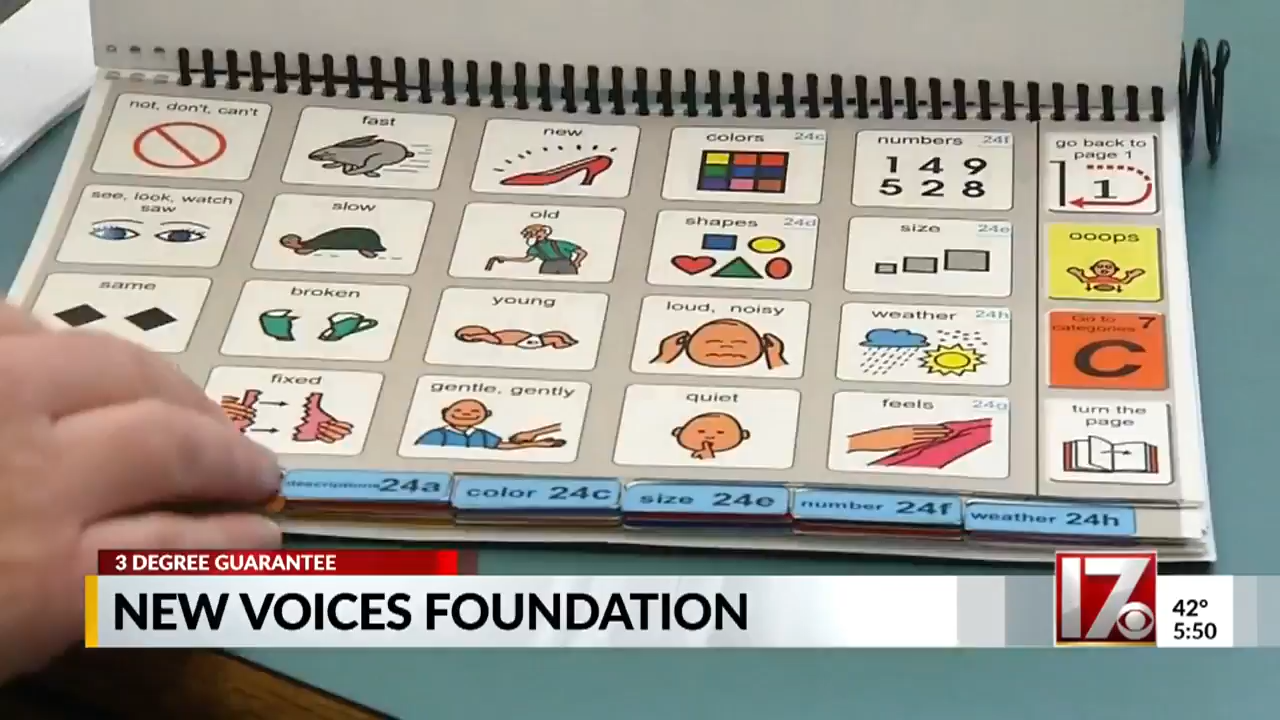 not, don't, can't
fast
new
colors 24c
numbers 24f
1 4 9
5 2 8
go back to
page 1
1
see, look, watch
saw
slow
old
shapes 24d
size 24e
ooops
same
broken
young
loud, noisy
weather 24h
Go to 7
categories
C
fixed
gentle, gently
quiet
feels 24g
turn the
page
descriptions 24a
color 24c
size 24e
number 24f
weather 24h
3 DEGREE GUARANTEE
NEW VOICES FOUNDATION
17
42°
5:50